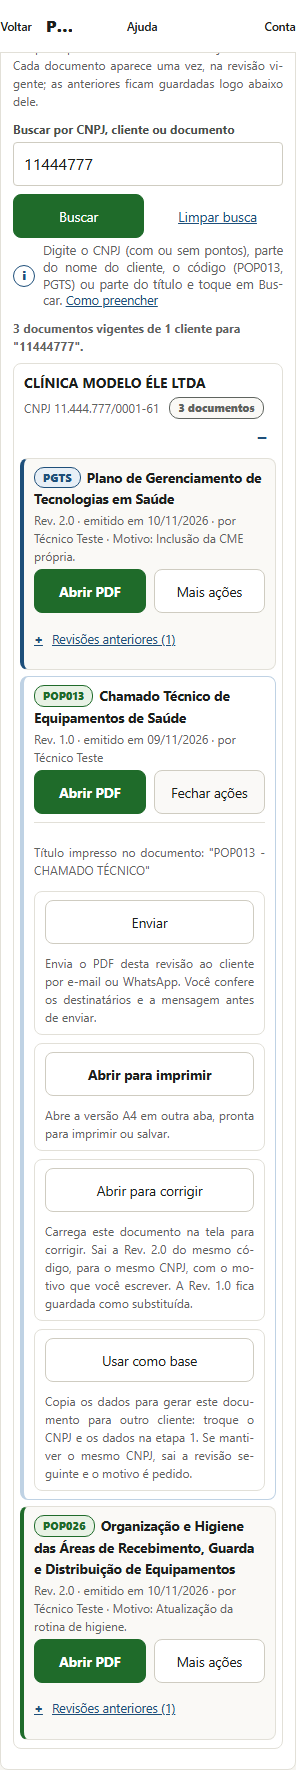 Voltar P... Ajuda Conta
Cada documento aparece uma vez, na revisão vi-
gente; as anteriores ficam guardadas logo abaixo
dele.
Buscar por CNPJ, cliente ou documento
11444777
Buscar Limpar busca
Digite o CNPJ (com ou sem pontos), parte
do nome do cliente, o código (POP013,
i
PGTS) ou parte do título e toque em Bus-
car. Como preencher
3 documentos vigentes de 1 cliente para
"11444777".
CLÍNICA MODELO ÉLE LTDA
CNPJ 11.444.777/0001-61 3 documentos
−
PGTS Plano de Gerenciamento de
Tecnologias em Saúde
Rev. 2.0 · emitido em 10/11/2026 · por
Técnico Teste · Motivo: Inclusão da CME
própria.
Abrir PDF Mais ações
+ Revisões anteriores (1)
POP013 Chamado Técnico de
Equipamentos de Saúde
Rev. 1.0 · emitido em 09/11/2026 · por
Técnico Teste
Abrir PDF Fechar ações
Título impresso no documento: "POP013 -
CHAMADO TÉCNICO"
Enviar
Envia o PDF desta revisão ao cliente
por e-mail ou WhatsApp. Você confere
os destinatários e a mensagem antes
de enviar.
Abrir para imprimir
Abre a versão A4 em outra aba, pronta
para imprimir ou salvar.
Abrir para corrigir
Carrega este documento na tela para
corrigir. Sai a Rev. 2.0 do mesmo có-
digo, para o mesmo CNPJ, com o mo-
tivo que você escrever. A Rev. 1.0 fica
guardada como substituída.
Usar como base
Copia os dados para gerar este docu-
mento para outro cliente: troque o
CNPJ e os dados na etapa 1. Se manti-
ver o mesmo CNPJ, sai a revisão se-
guinte e o motivo é pedido.
POP026 Organização e Higiene
das Áreas de Recebimento, Guarda
e Distribuição de Equipamentos
Rev. 2.0 · emitido em 10/11/2026 · por
Técnico Teste · Motivo: Atualização da
rotina de higiene.
Abrir PDF Mais ações
+ Revisões anteriores (1)